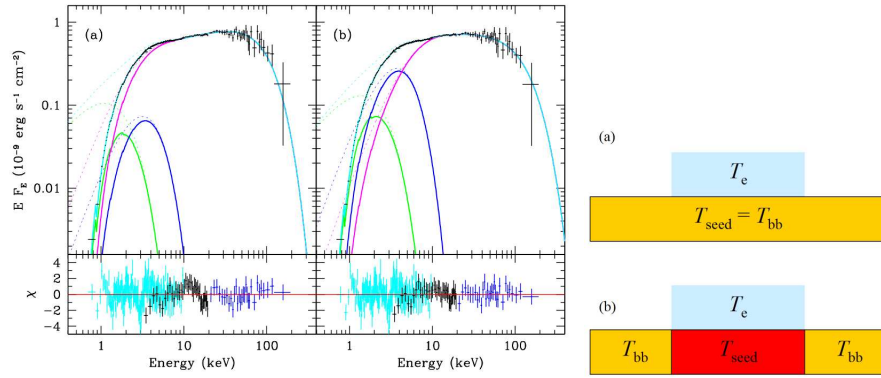 (a)
(b)
1
0.1
0.01
E F_E (10⁻⁹ erg s⁻¹ cm⁻²)
4
2
0
−2
−4
χ
1
10
100
1
10
100
Energy (keV)
Energy (keV)
(a)
T_e
T_seed = T_bb
(b)
T_e
T_bb
T_seed
T_bb